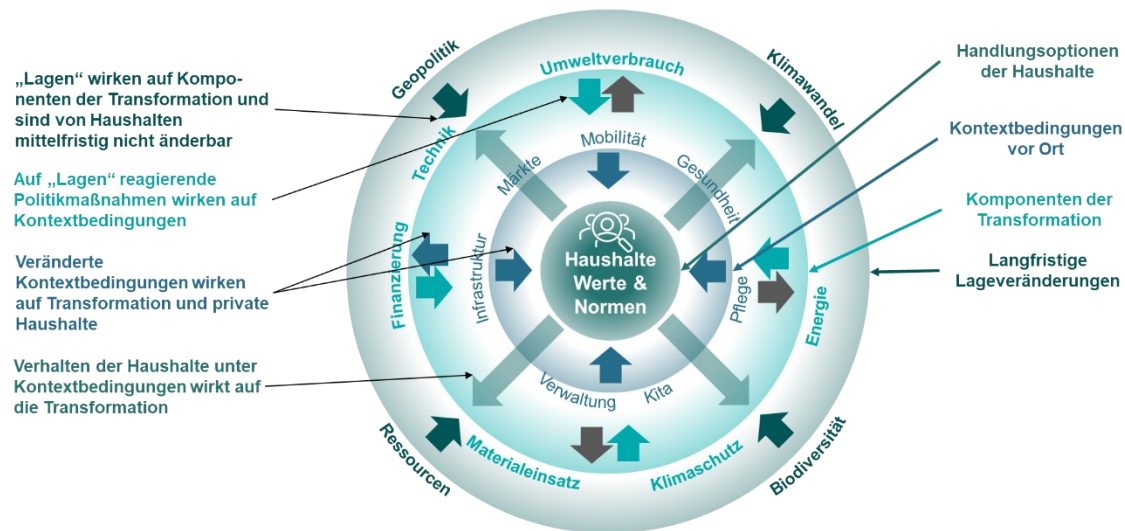 „Lagen“ wirken auf Kompo-
nenten der Transformation und
sind von Haushalten
mittelfristig nicht änderbar
Auf „Lagen“ reagierende
Politikmaßnahmen wirken auf
Kontextbedingungen
Veränderte
Kontextbedingungen wirken
auf Transformation und private
Haushalte
Verhalten der Haushalte unter
Kontextbedingungen wirkt auf
die Transformation
Geopolitik
Klimawandel
Ressourcen
Biodiversität
Umweltverbrauch
Technik
Finanzierung
Energie
Materialeinsatz
Klimaschutz
Mobilität
Märkte
Gesundheit
Infrastruktur
Pflege
Verwaltung
Kita
Haushalte
Werte &
Normen
Handlungsoptionen
der Haushalte
Kontextbedingungen
vor Ort
Komponenten der
Transformation
Langfristige
Lageveränderungen